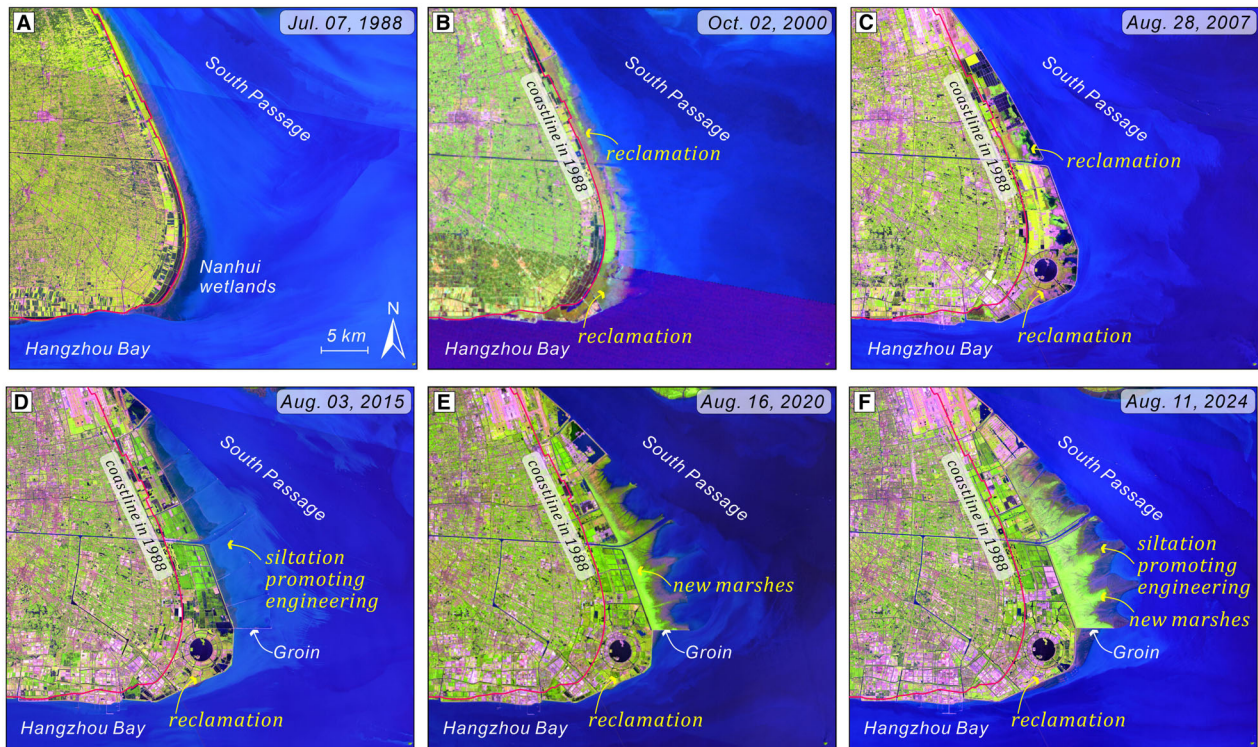 A
Jul. 07, 1988
South Passage
Nanhui
wetlands
N
5 km
Hangzhou Bay
B
Oct. 02, 2000
South Passage
coastline in 1988
reclamation
reclamation
Hangzhou Bay
C
Aug. 28, 2007
South Passage
coastline in 1988
reclamation
reclamation
Hangzhou Bay
D
Aug. 03, 2015
South Passage
coastline in 1988
siltation
promoting
engineering
Groin
reclamation
Hangzhou Bay
E
Aug. 16, 2020
South Passage
coastline in 1988
new marshes
Groin
reclamation
Hangzhou Bay
F
Aug. 11, 2024
South Passage
coastline in 1988
siltation
promoting
engineering
new marshes
Groin
reclamation
Hangzhou Bay